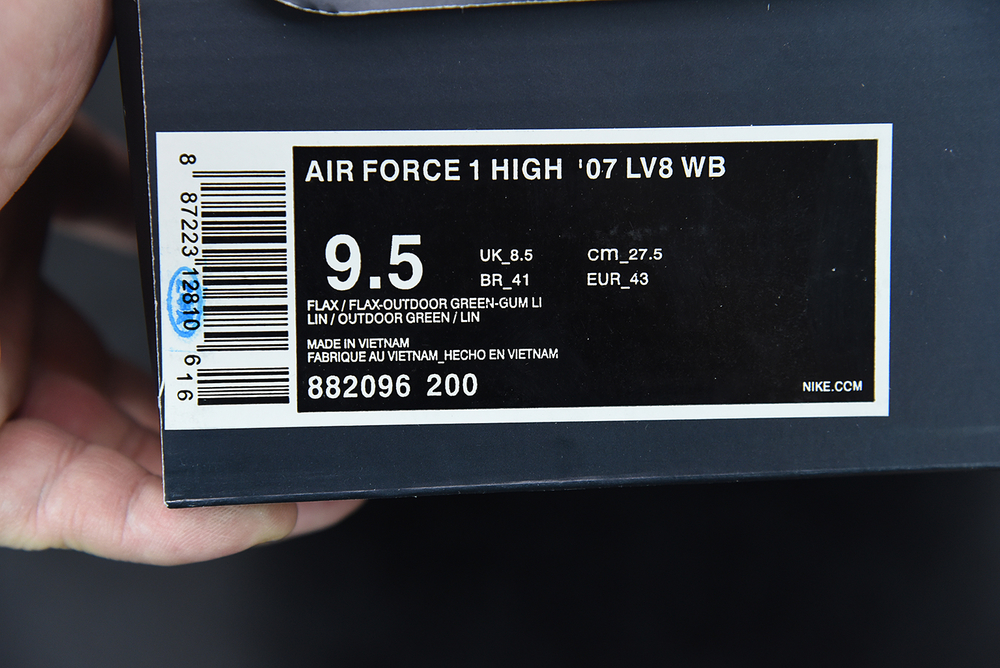 AIR FORCE 1 HIGH '07 LV8 WB
9.5
UK_8.5 cm_27.5
BR_41 EUR_43
FLAX / FLAX-OUTDOOR GREEN-GUM LI
LIN / OUTDOOR GREEN / LIN
MADE IN VIETNAM
FABRIQUE AU VIETNAM_HECHO EN VIETNAM
882096 200
NIKE.COM
8 87223 12810 6 16